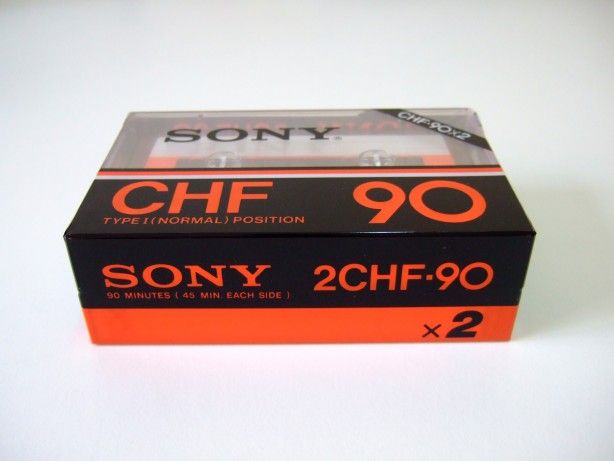 SONY®
CHF-90×2
CHF 90
TYPE I (NORMAL) POSITION
SONY 2CHF-90
90 MINUTES ( 45 MIN. EACH SIDE )
×2